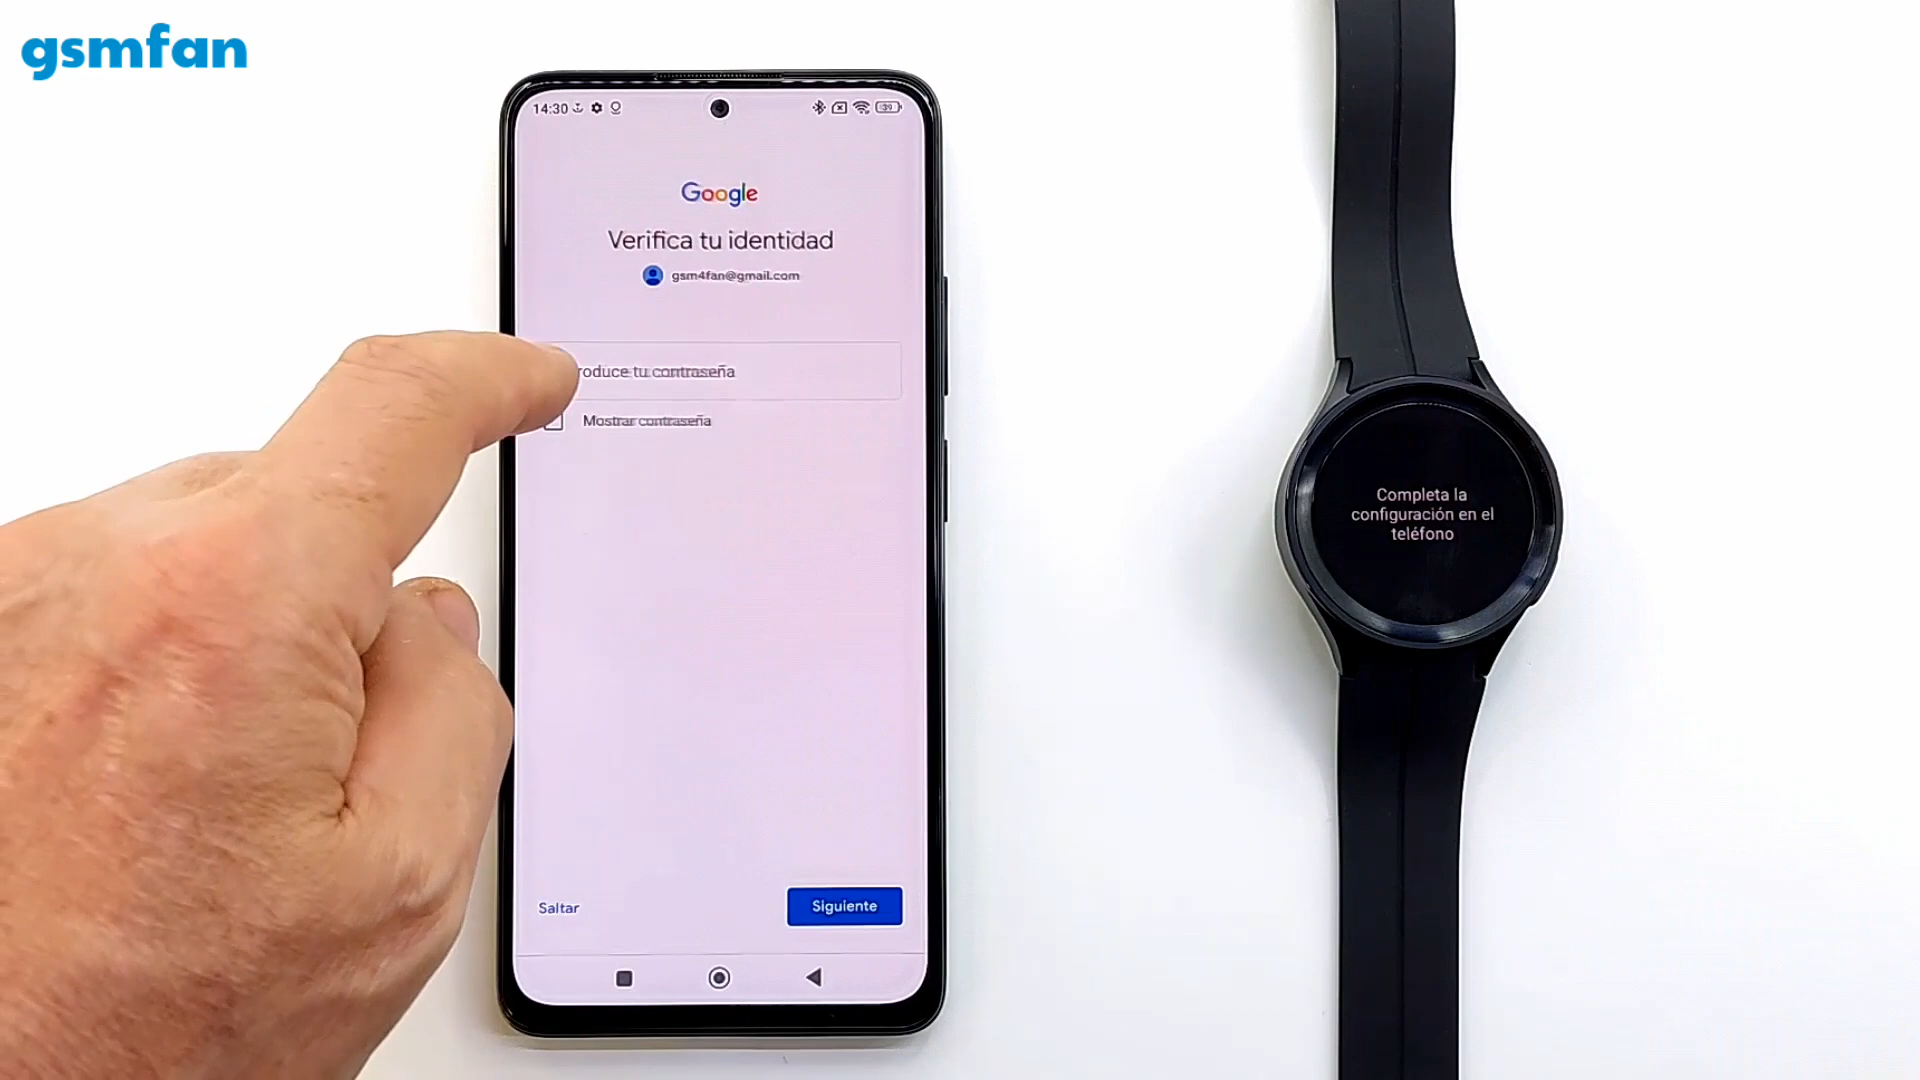 gsmfan
14:30
39
Google
Verifica tu identidad
gsm4fan@gmail.com
roduce tu contraseña
Mostrar contraseña
Saltar
Siguiente
Completa la
configuración en el
teléfono